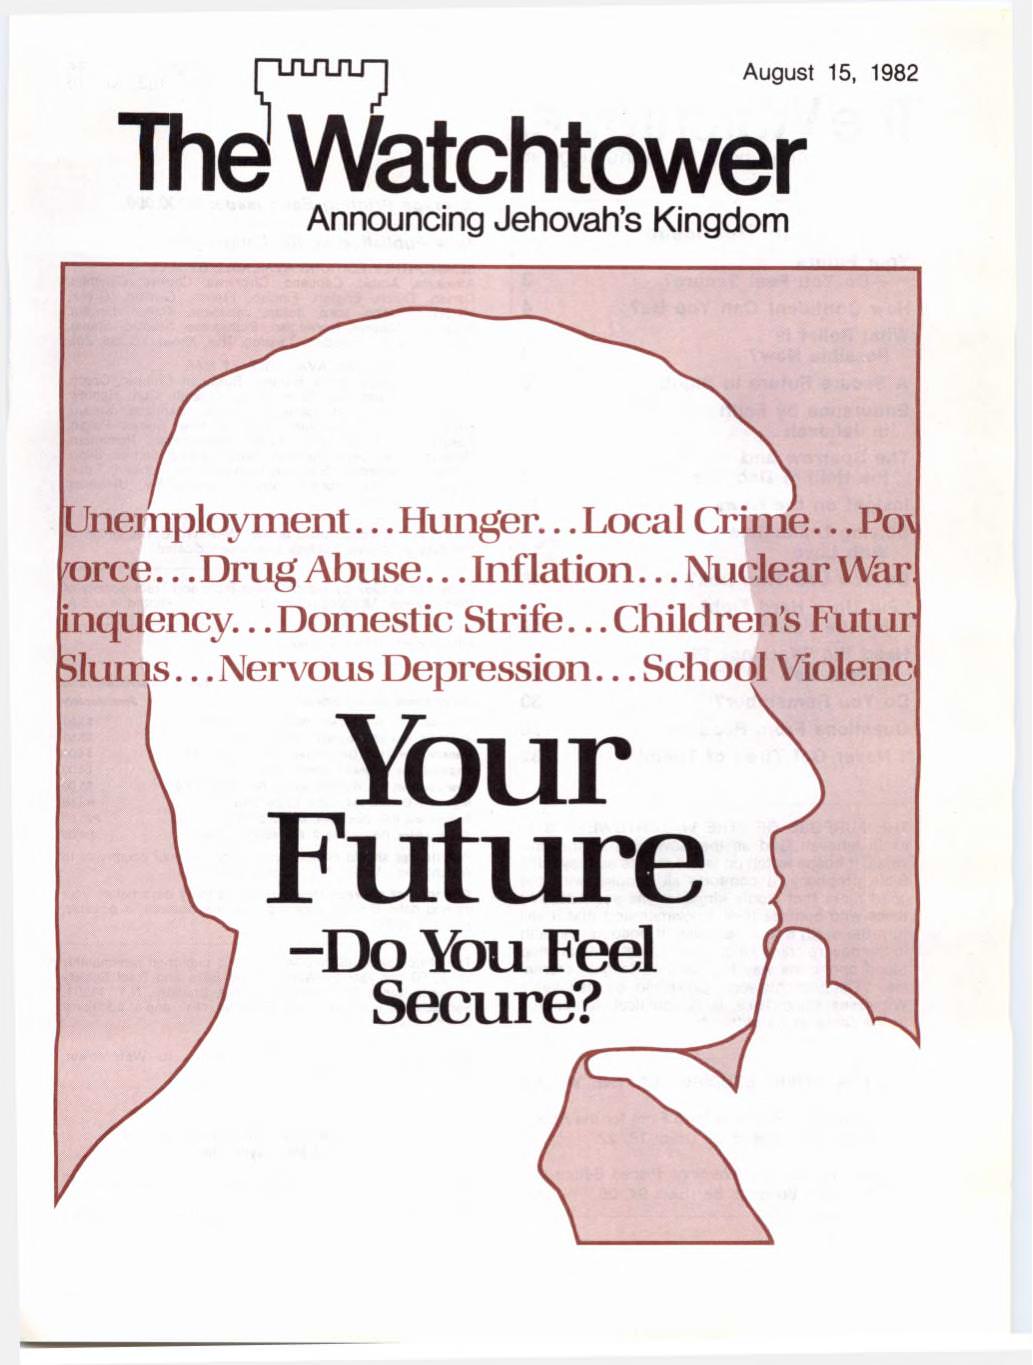 August 15, 1982
The Watchtower
Announcing Jehovah's Kingdom
Unemployment...Hunger...Local Crime...Pov
vorce...Drug Abuse...Inflation...Nuclear War.
inquency...Domestic Strife...Children's Futur
Slums...Nervous Depression...School Violenc
Your
Future
–Do You Feel
Secure?